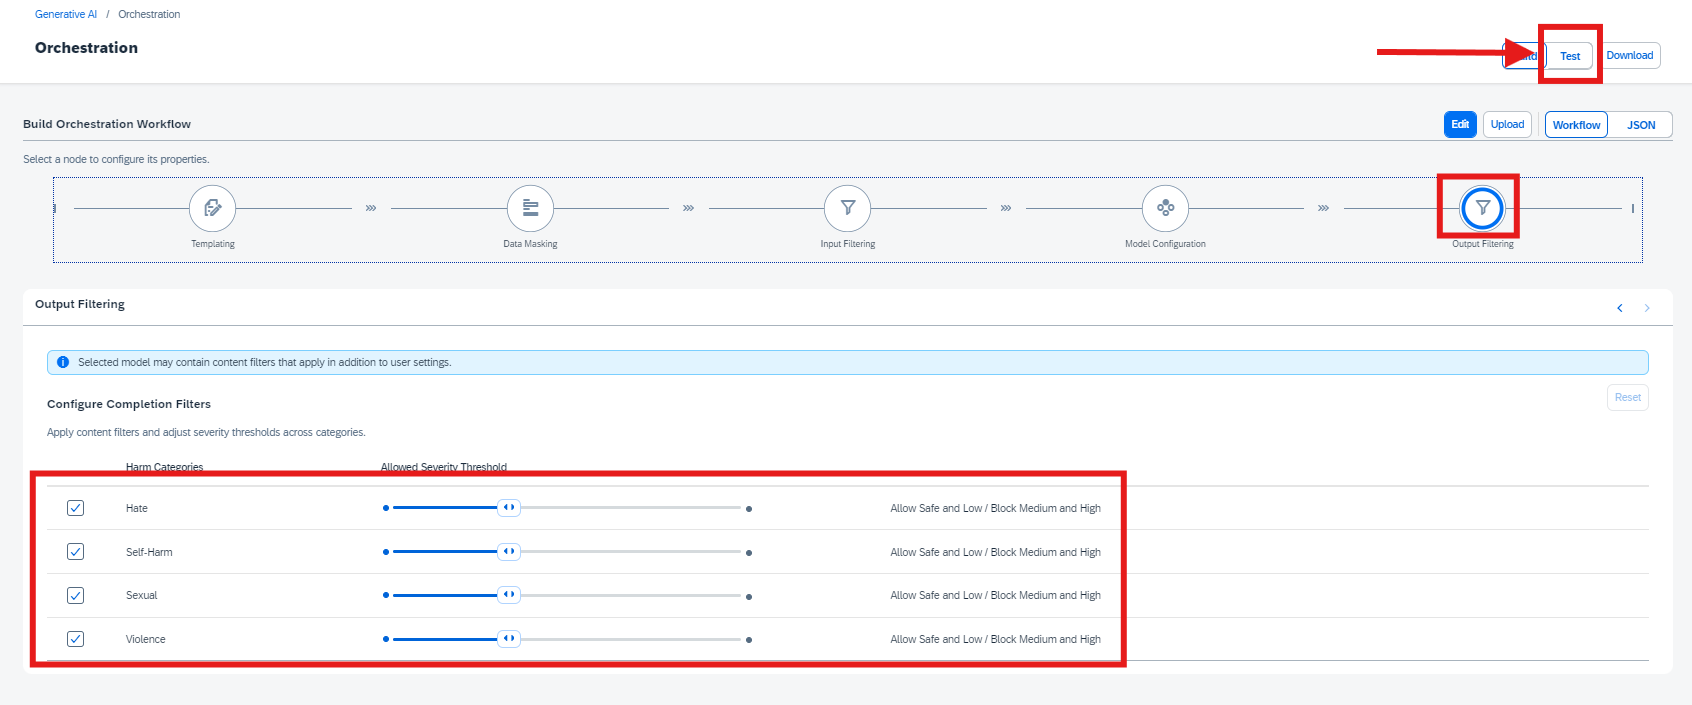 Generative AI / Orchestration
Orchestration
Test Download
Build Orchestration Workflow
Edit Upload Workflow JSON
Select a node to configure its properties.
Templating Data Masking Input Filtering Model Configuration Output Filtering
Output Filtering
Selected model may contain content filters that apply in addition to user settings.
Configure Completion Filters
Reset
Apply content filters and adjust severity thresholds across categories.
Harm Categories Allowed Severity Threshold
Hate Allow Safe and Low / Block Medium and High
Self-Harm Allow Safe and Low / Block Medium and High
Sexual Allow Safe and Low / Block Medium and High
Violence Allow Safe and Low / Block Medium and High